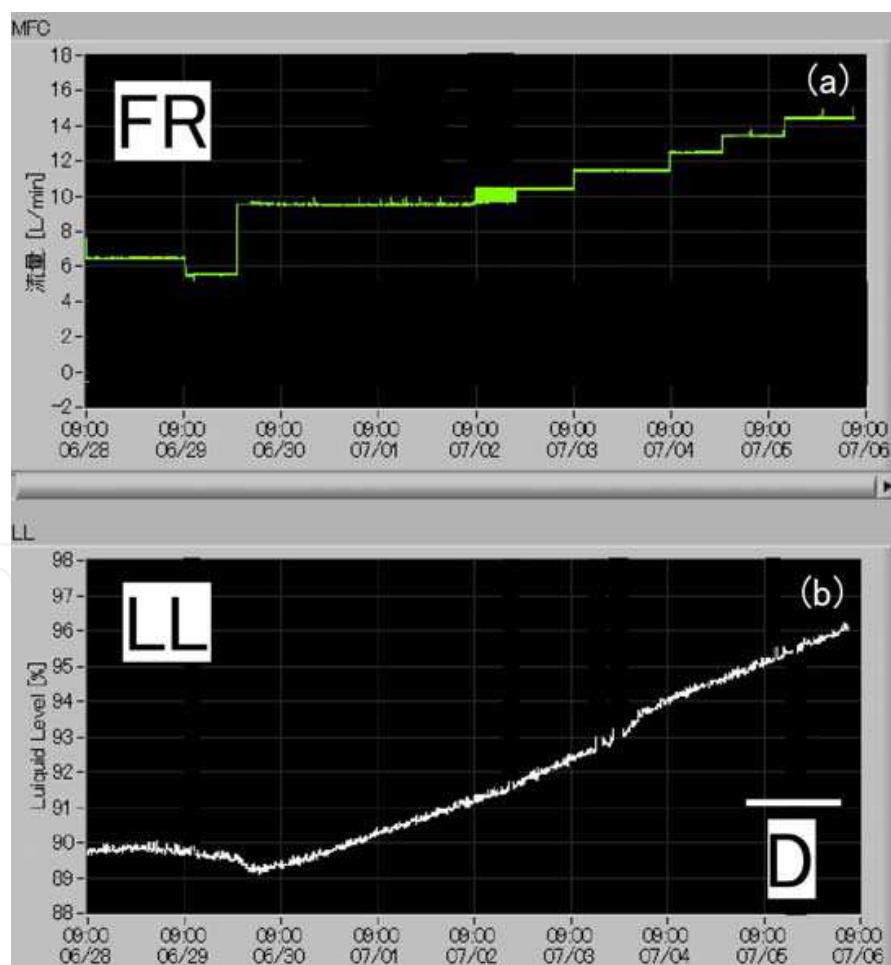 MFC
18
16
14
12
10
8
6
4
2
0
-2
流量 [L/min]
FR
(a)
09:00 09:00 09:00 09:00 09:00 09:00 09:00 09:00 09:00
06/28 06/29 06/30 07/01 07/02 07/03 07/04 07/05 07/06
LL
98
97
96
95
94
93
92
91
90
89
88
Luiquid Level [%]
LL
(b)
D
09:00 09:00 09:00 09:00 09:00 09:00 09:00 09:00 09:00
06/28 06/29 06/30 07/01 07/02 07/03 07/04 07/05 07/06